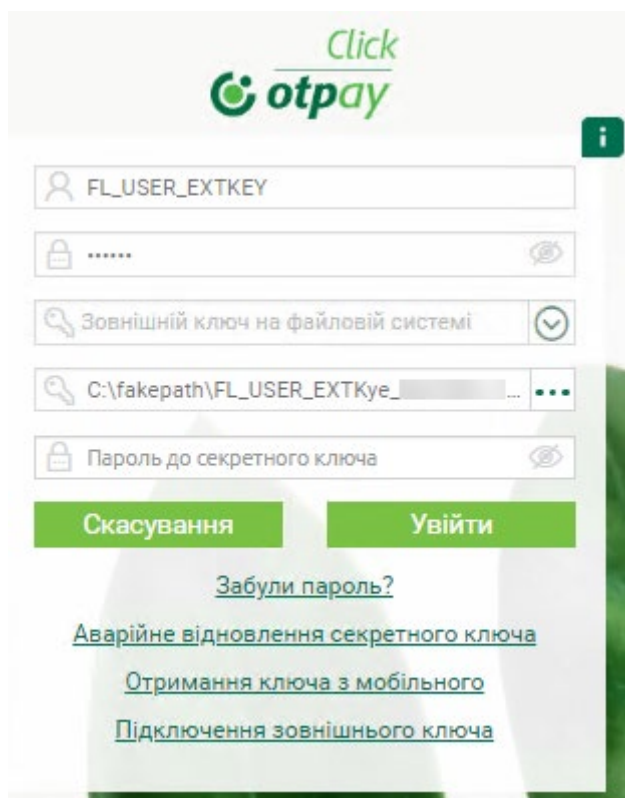 Click
otpay
i
FL_USER_EXTKEY
••••••
Зовнішній ключ на файловій системі
C:\fakepath\FL_USER_EXTKye_ ...
Пароль до секретного ключа
Скасування Увійти
Забули пароль?
Аварійне відновлення секретного ключа
Отримання ключа з мобільного
Підключення зовнішнього ключа